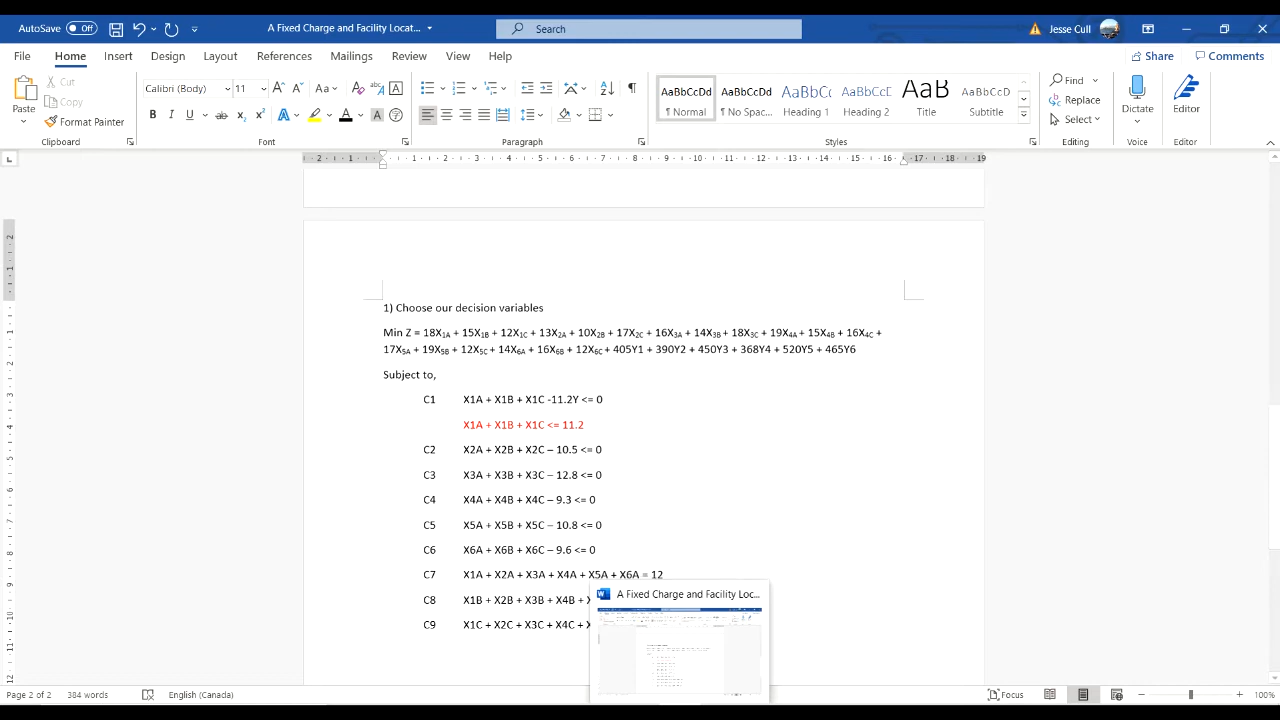 AutoSave Off A Fixed Charge and Facility Locat... Search Jesse Cull
File Home Insert Design Layout References Mailings Review View Help Share Comments
Paste Cut Copy Format Painter Clipboard
Calibri (Body) 11 Font
Paragraph
AaBbCcDd AaBbCcDd AaBbCc AaBbCcE AaB AaBbCcD
¶ Normal ¶ No Spac... Heading 1 Heading 2 Title Subtitle
Styles
Find Replace Select Editing
Dictate Voice
Editor Editor
1) Choose our decision variables
Min Z = 18X1A + 15X1B + 12X1C + 13X2A + 10X2B + 17X2C + 16X3A + 14X3B + 18X3C + 19X4A + 15X4B + 16X4C +
17X5A + 19X5B + 12X5C + 14X6A + 16X6B + 12X6C + 405Y1 + 390Y2 + 450Y3 + 368Y4 + 520Y5 + 465Y6
Subject to,
C1 X1A + X1B + X1C -11.2Y <= 0
X1A + X1B + X1C <= 11.2
C2 X2A + X2B + X2C – 10.5 <= 0
C3 X3A + X3B + X3C – 12.8 <= 0
C4 X4A + X4B + X4C – 9.3 <= 0
C5 X5A + X5B + X5C – 10.8 <= 0
C6 X6A + X6B + X6C – 9.6 <= 0
C7 X1A + X2A + X3A + X4A + X5A + X6A = 12
C8 X1B + X2B + X3B + X4B +
C9 X1C + X2C + X3C + X4C +
A Fixed Charge and Facility Loc...
Page 2 of 2 384 words English (Canada) Focus 100%